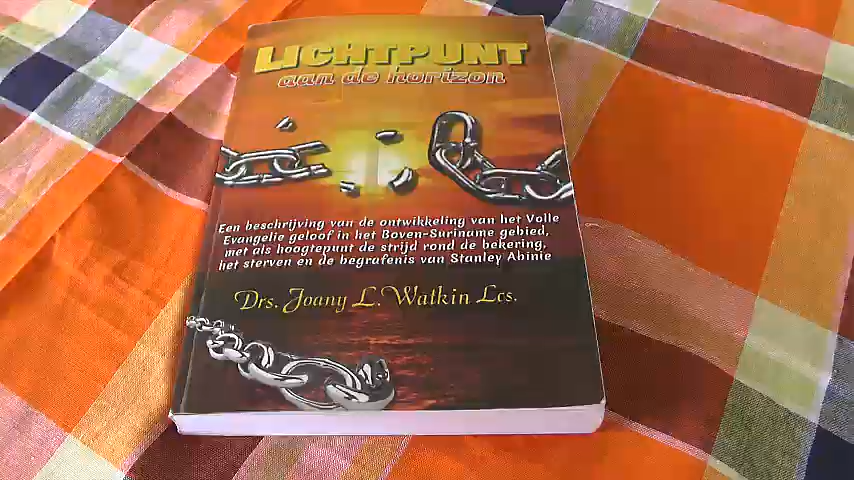 LICHTPUNT
aan de horizon
Een beschrijving van de ontwikkeling van het Volle
Evangelie geloof in het Boven-Suriname gebied,
met als hoogtepunt de strijd rond de bekering,
het sterven en de begrafenis van Stanley Abinie
Drs. Joany L. Watkin Lcs.